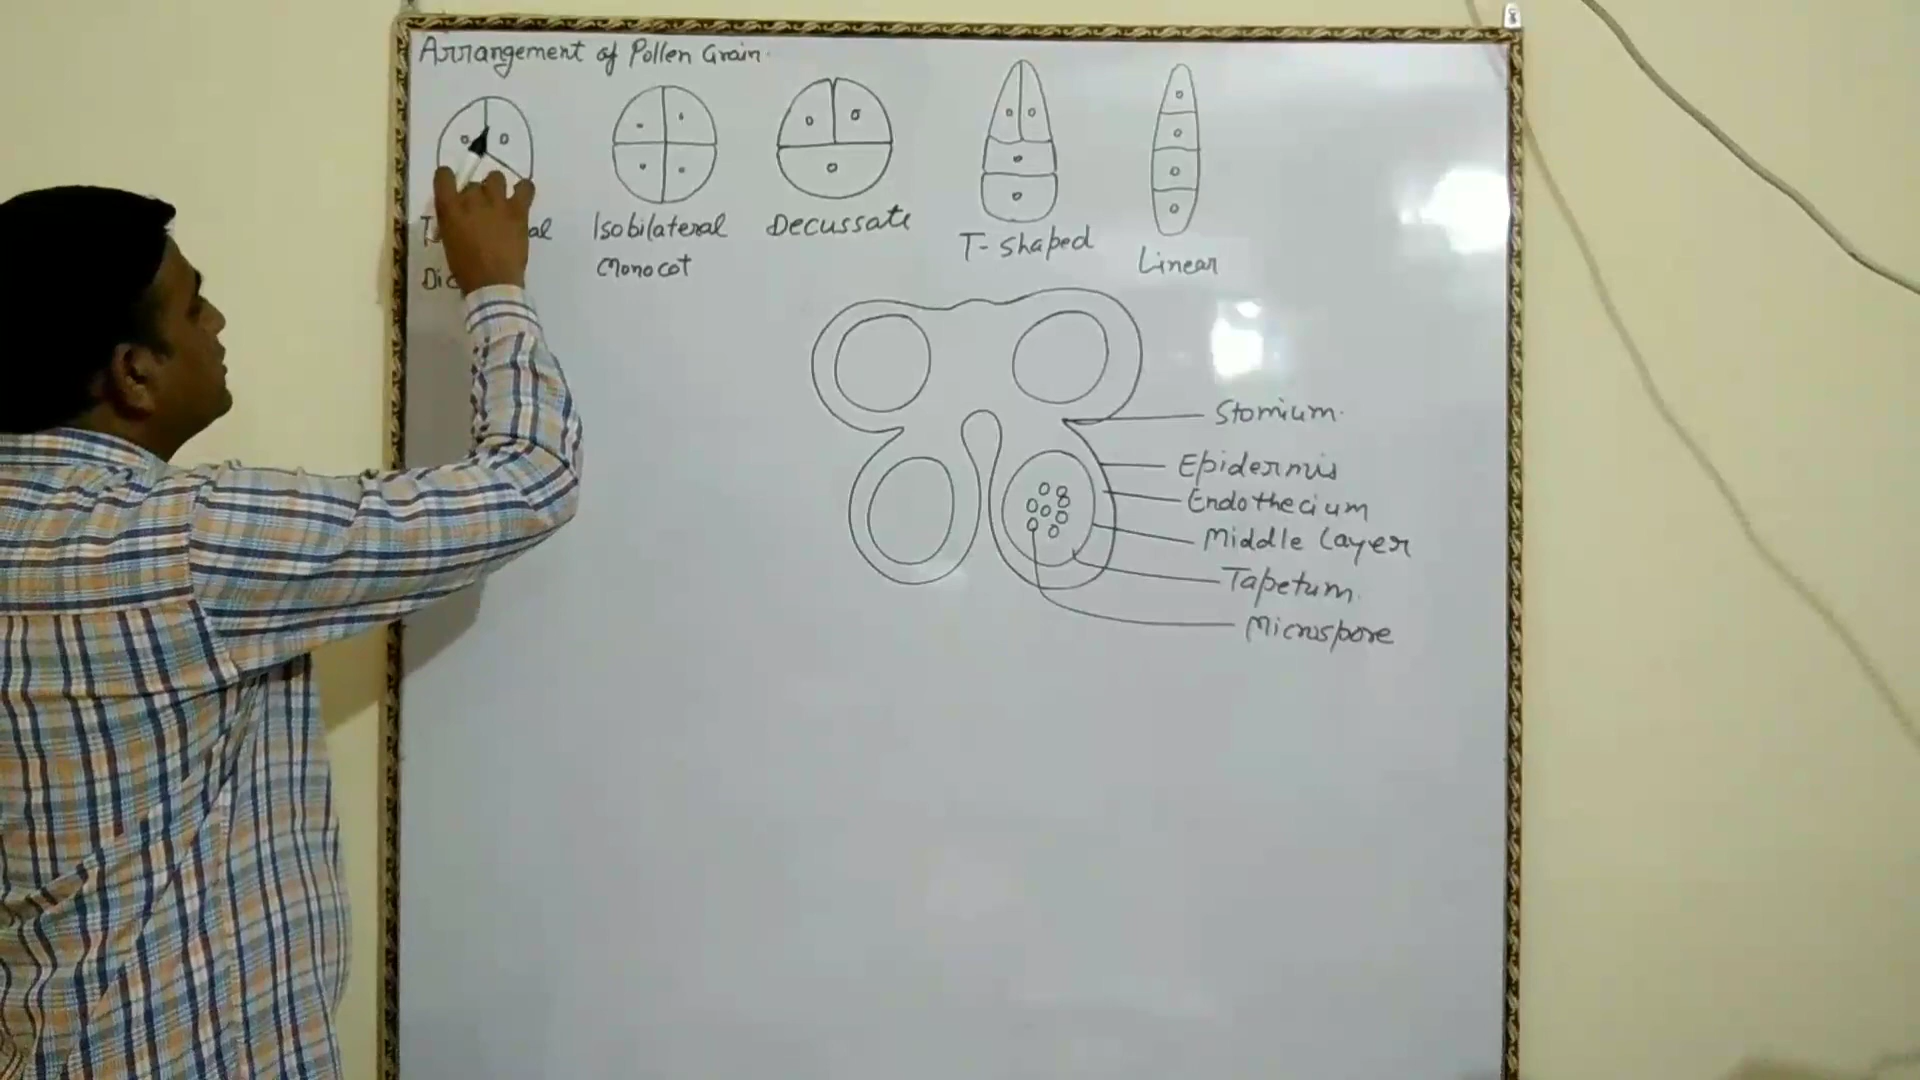 Arrangement of Pollen Grain.
Isobilateral
Monocot
Decussate
T-Shaped
Linear
Stomium.
Epidermis
Endothecium
Middle Layer
Tapetum.
Microspore